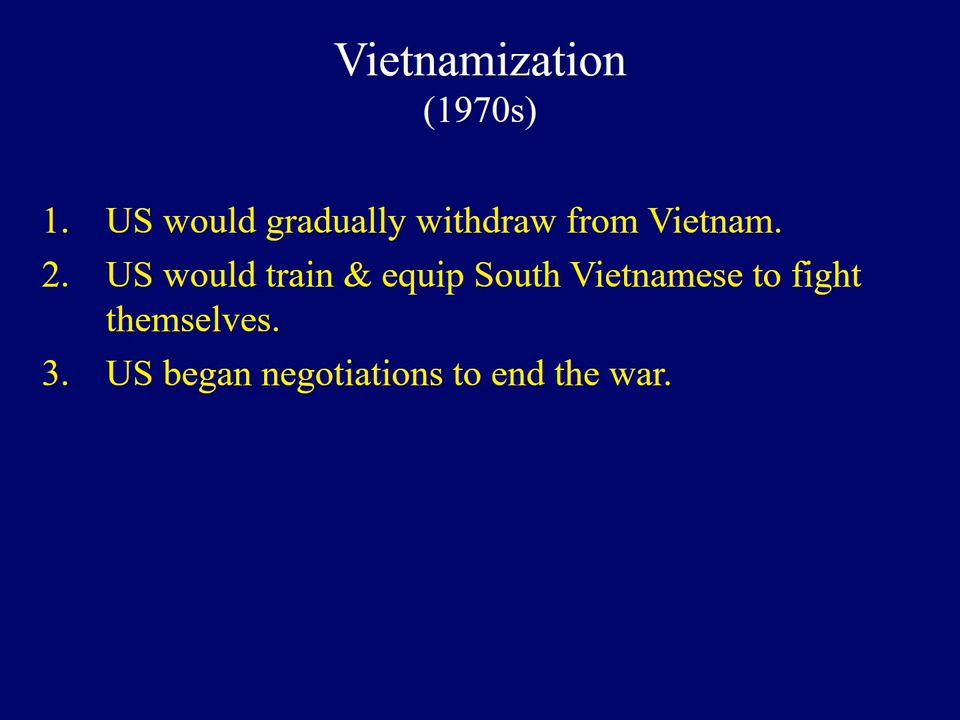 Vietnamization
(1970s)
1. US would gradually withdraw from Vietnam.
2. US would train & equip South Vietnamese to fight
themselves.
3. US began negotiations to end the war.